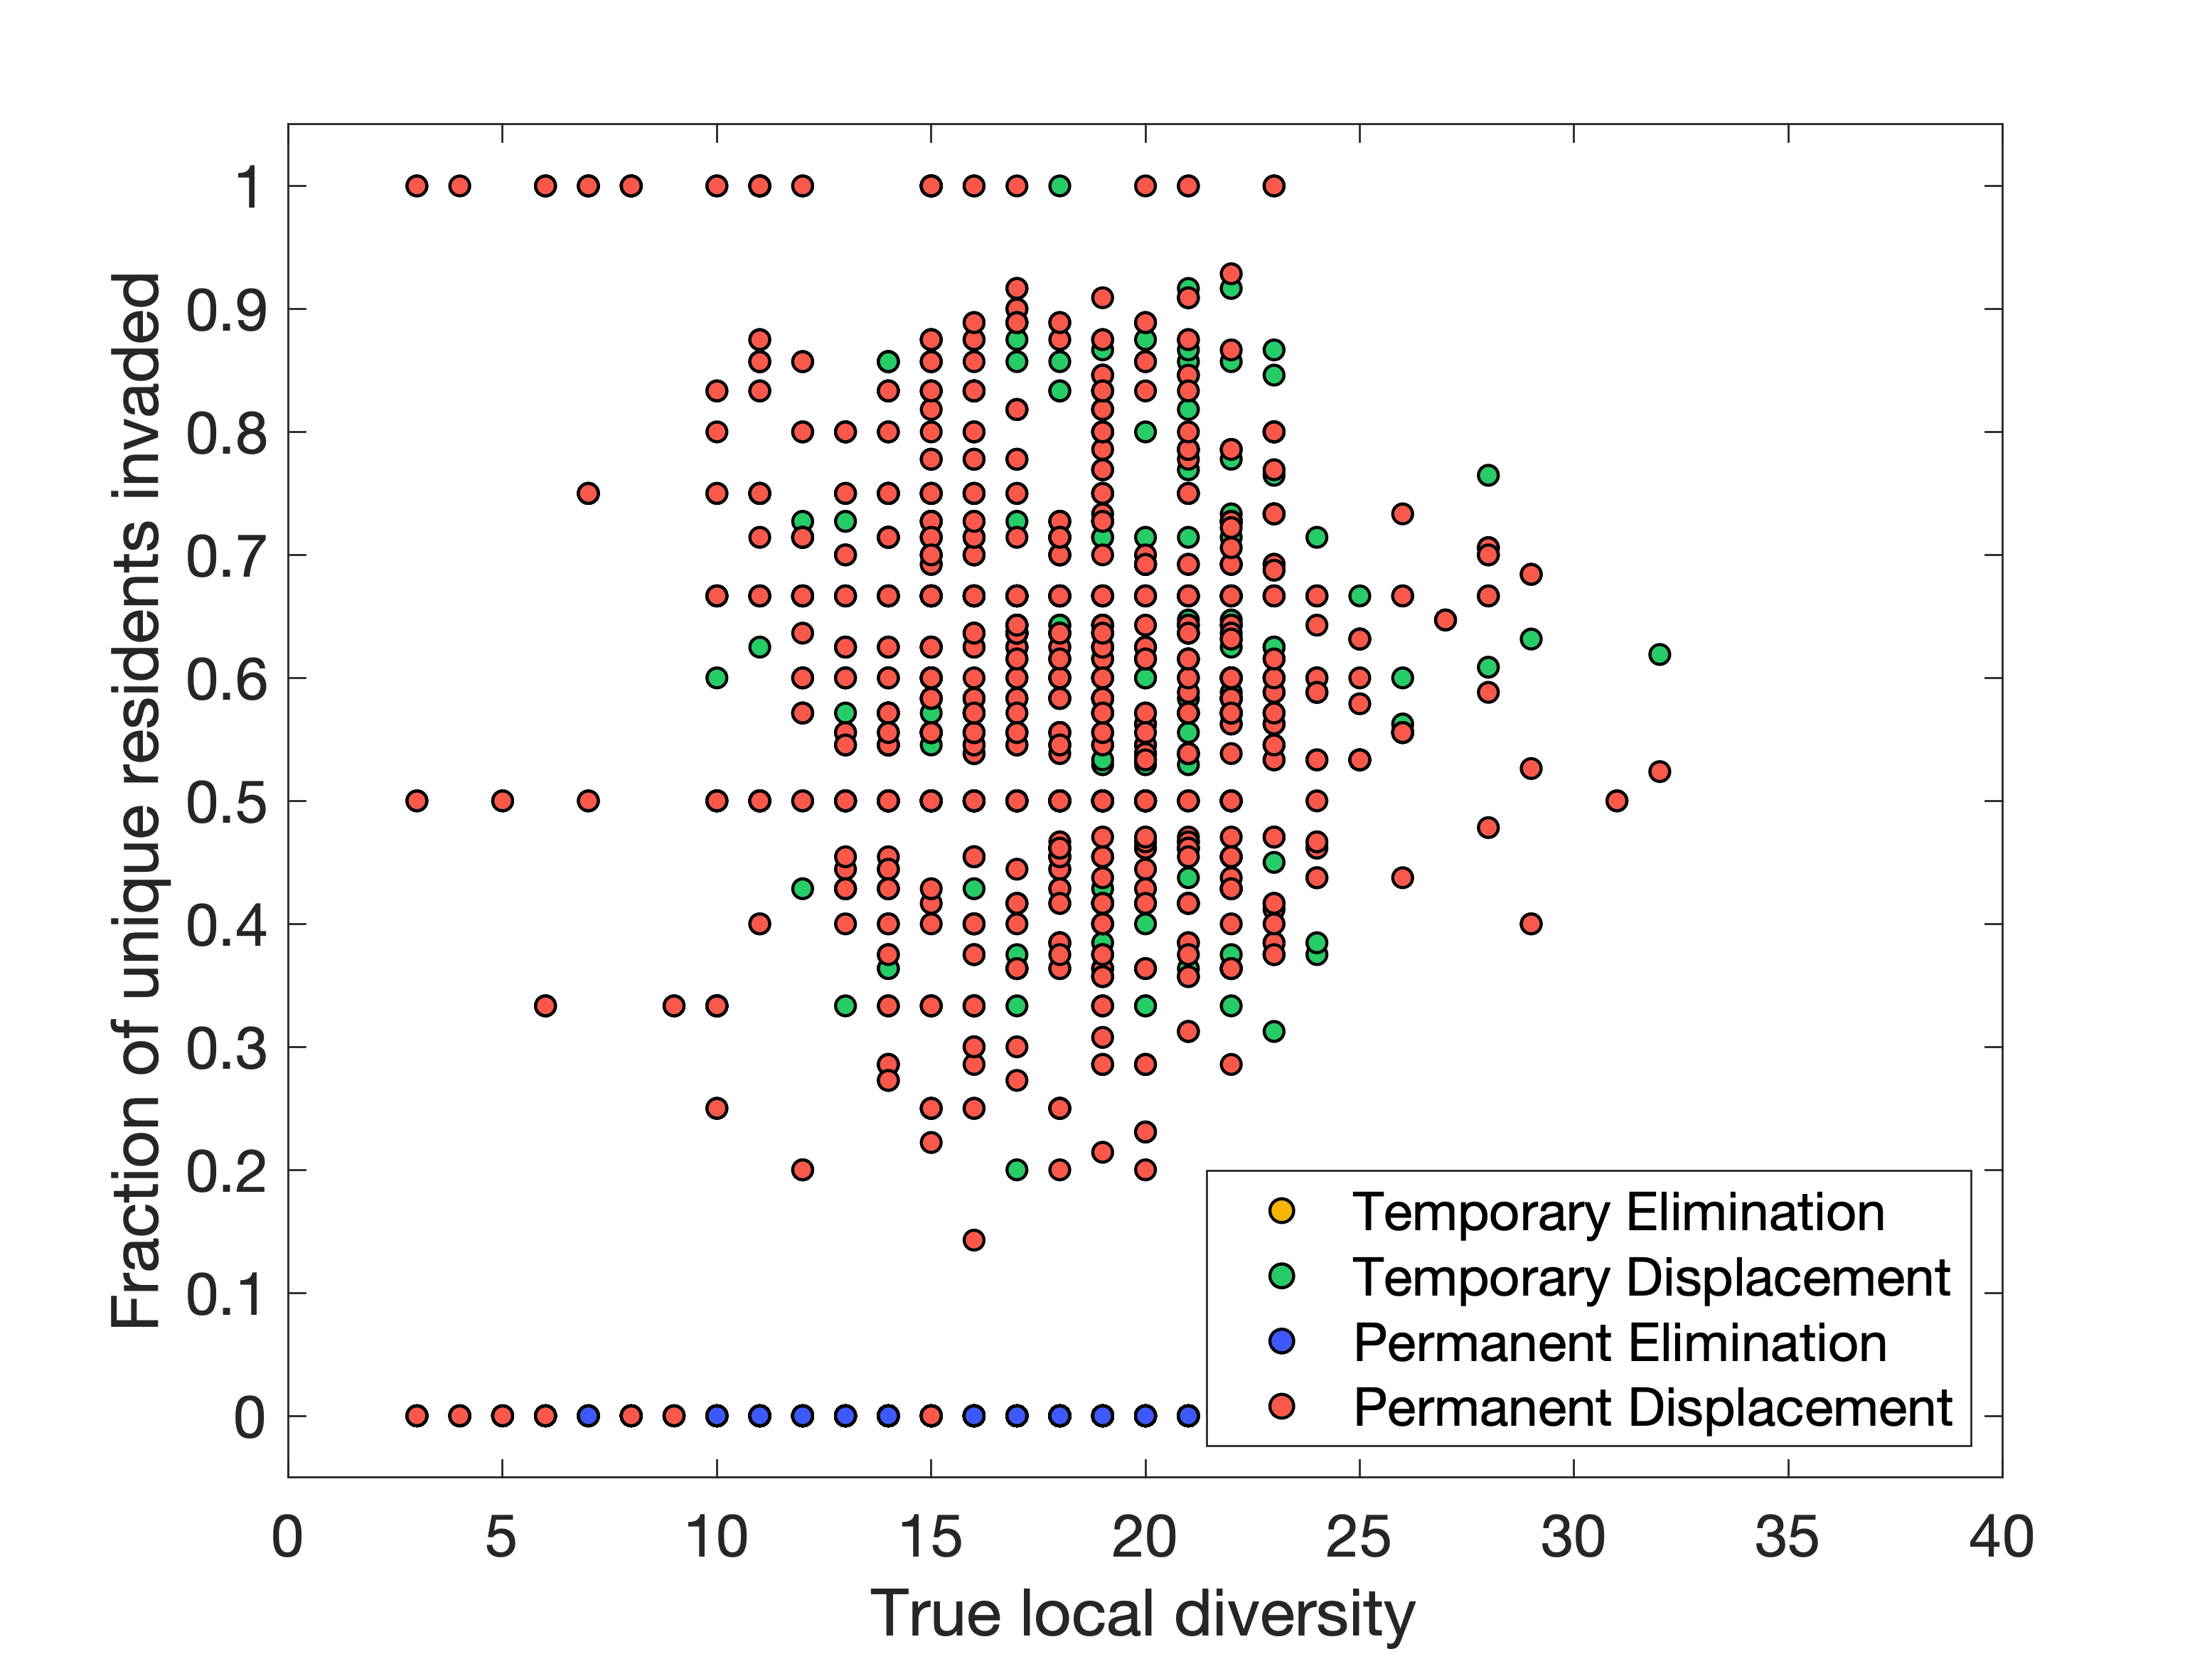 Fraction of unique residents invaded
1
0.9
0.8
0.7
0.6
0.5
0.4
0.3
0.2
0.1
0
Temporary Elimination
Temporary Displacement
Permanent Elimination
Permanent Displacement
0 5 10 15 20 25 30 35 40
True local diversity